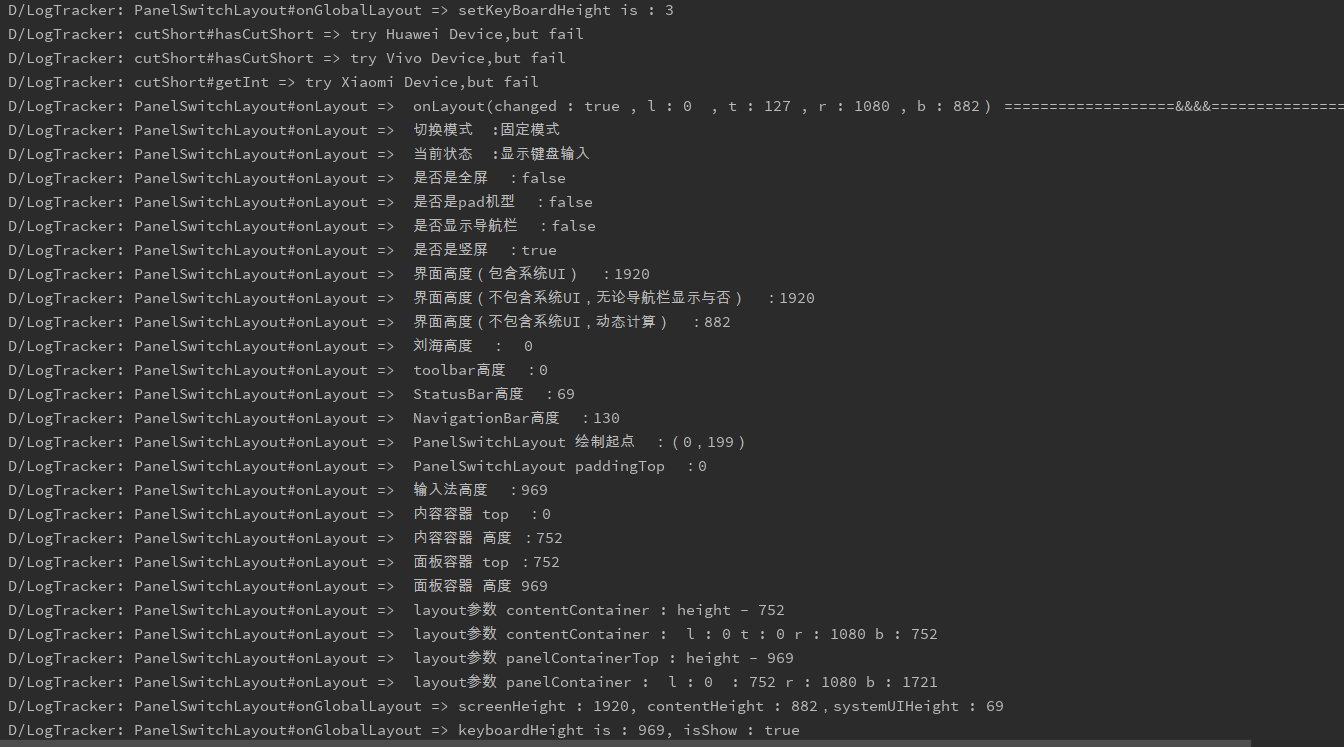 D/LogTracker: PanelSwitchLayout#onGlobalLayout => setKeyBoardHeight is : 3
D/LogTracker: cutShort#hasCutShort => try Huawei Device,but fail
D/LogTracker: cutShort#hasCutShort => try Vivo Device,but fail
D/LogTracker: cutShort#getInt => try Xiaomi Device,but fail
D/LogTracker: PanelSwitchLayout#onLayout =>  onLayout(changed : true , l : 0  , t : 127 , r : 1080 , b : 882) ===================&&&&===============
D/LogTracker: PanelSwitchLayout#onLayout =>  切换模式  :固定模式
D/LogTracker: PanelSwitchLayout#onLayout =>  当前状态  :显示键盘输入
D/LogTracker: PanelSwitchLayout#onLayout =>  是否是全屏  :false
D/LogTracker: PanelSwitchLayout#onLayout =>  是否是pad机型  :false
D/LogTracker: PanelSwitchLayout#onLayout =>  是否显示导航栏  :false
D/LogTracker: PanelSwitchLayout#onLayout =>  是否是竖屏  :true
D/LogTracker: PanelSwitchLayout#onLayout =>  界面高度(包含系统UI)  :1920
D/LogTracker: PanelSwitchLayout#onLayout =>  界面高度(不包含系统UI,无论导航栏显示与否)  :1920
D/LogTracker: PanelSwitchLayout#onLayout =>  界面高度(不包含系统UI,动态计算)  :882
D/LogTracker: PanelSwitchLayout#onLayout =>  刘海高度  :  0
D/LogTracker: PanelSwitchLayout#onLayout =>  toolbar高度  :0
D/LogTracker: PanelSwitchLayout#onLayout =>  StatusBar高度  :69
D/LogTracker: PanelSwitchLayout#onLayout =>  NavigationBar高度  :130
D/LogTracker: PanelSwitchLayout#onLayout =>  PanelSwitchLayout 绘制起点  :(0,199)
D/LogTracker: PanelSwitchLayout#onLayout =>  PanelSwitchLayout paddingTop  :0
D/LogTracker: PanelSwitchLayout#onLayout =>  输入法高度  :969
D/LogTracker: PanelSwitchLayout#onLayout =>  内容容器 top  :0
D/LogTracker: PanelSwitchLayout#onLayout =>  内容容器 高度 :752
D/LogTracker: PanelSwitchLayout#onLayout =>  面板容器 top :752
D/LogTracker: PanelSwitchLayout#onLayout =>  面板容器 高度 969
D/LogTracker: PanelSwitchLayout#onLayout =>  layout参数 contentContainer : height - 752
D/LogTracker: PanelSwitchLayout#onLayout =>  layout参数 contentContainer :  l : 0 t : 0 r : 1080 b : 752
D/LogTracker: PanelSwitchLayout#onLayout =>  layout参数 panelContainerTop : height - 969
D/LogTracker: PanelSwitchLayout#onLayout =>  layout参数 panelContainer :  l : 0  : 752 r : 1080 b : 1721
D/LogTracker: PanelSwitchLayout#onGlobalLayout => screenHeight : 1920, contentHeight : 882,systemUIHeight : 69
D/LogTracker: PanelSwitchLayout#onGlobalLayout => keyboardHeight is : 969, isShow : true